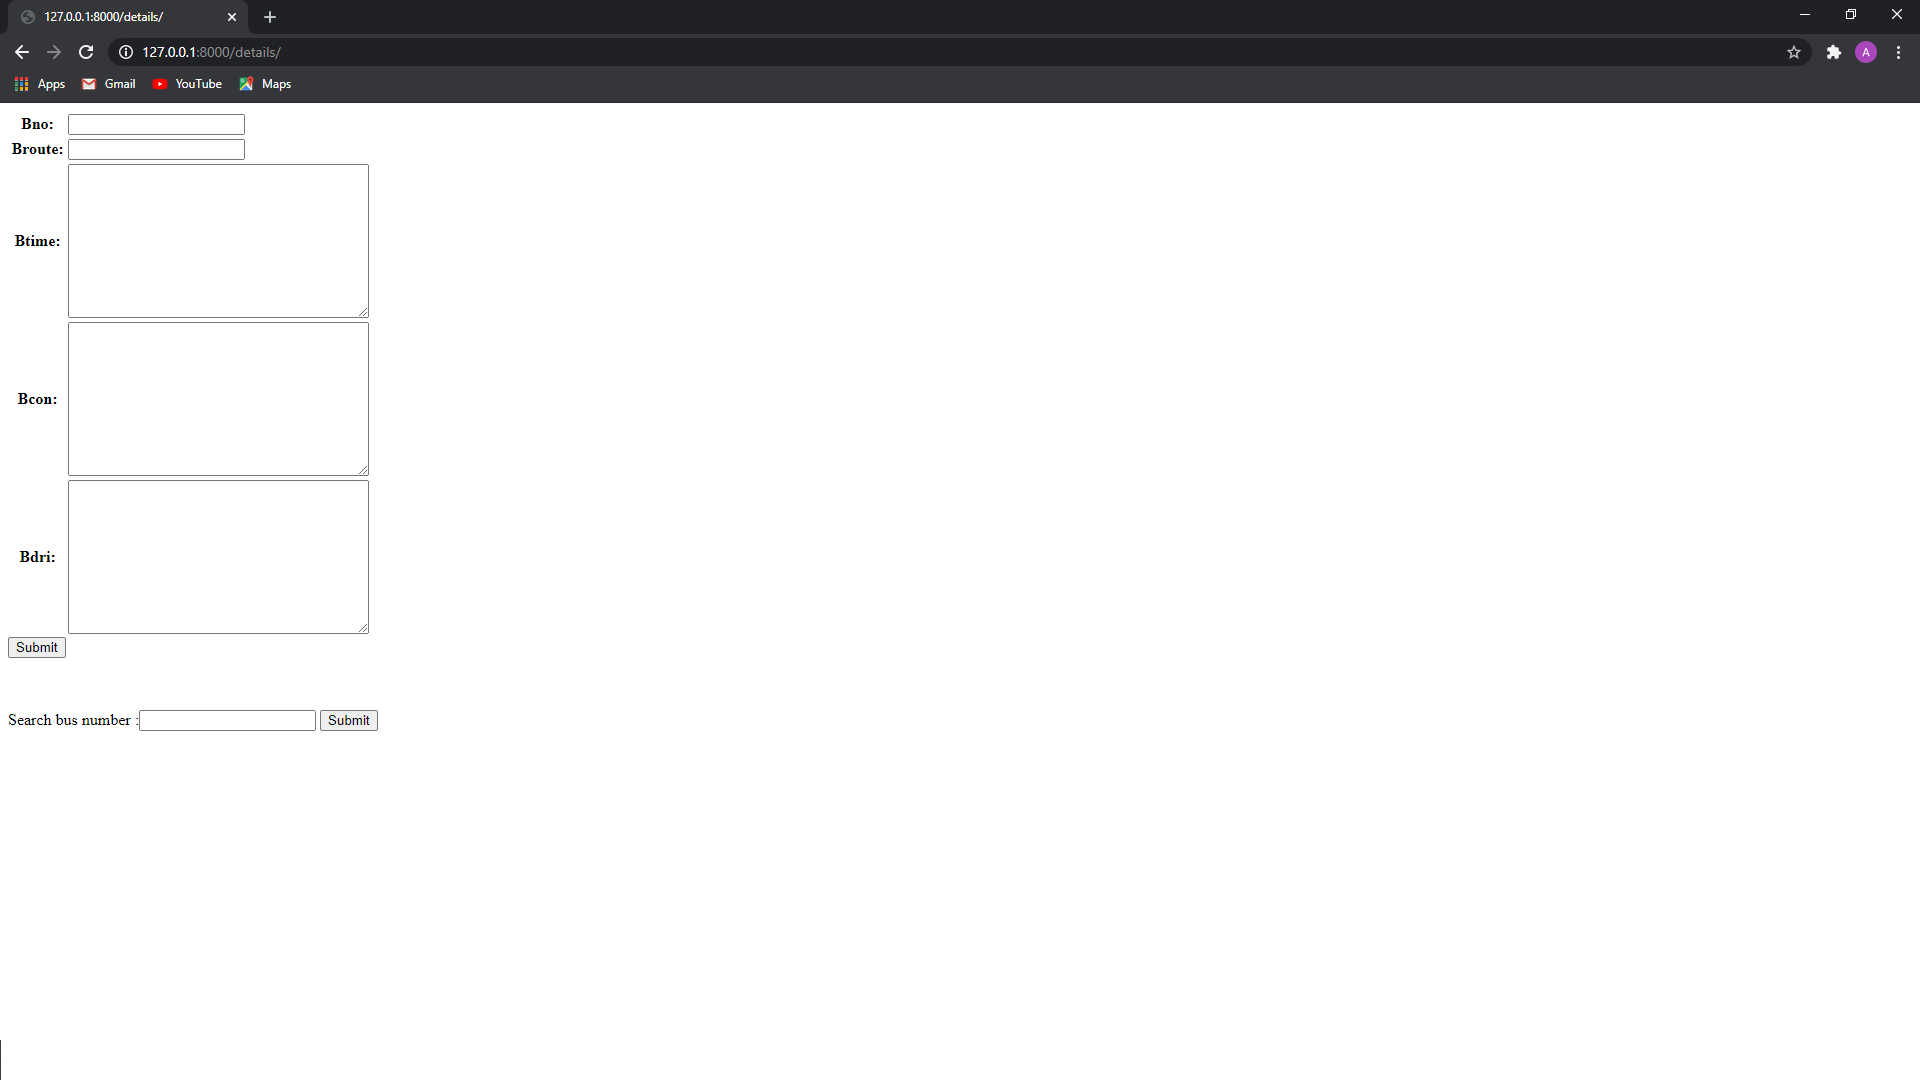 127.0.0.1:8000/details/
127.0.0.1:8000/details/
A
Apps Gmail YouTube Maps
Bno:
Broute:
Btime:
Bcon:
Bdri:
Submit
Search bus number : Submit